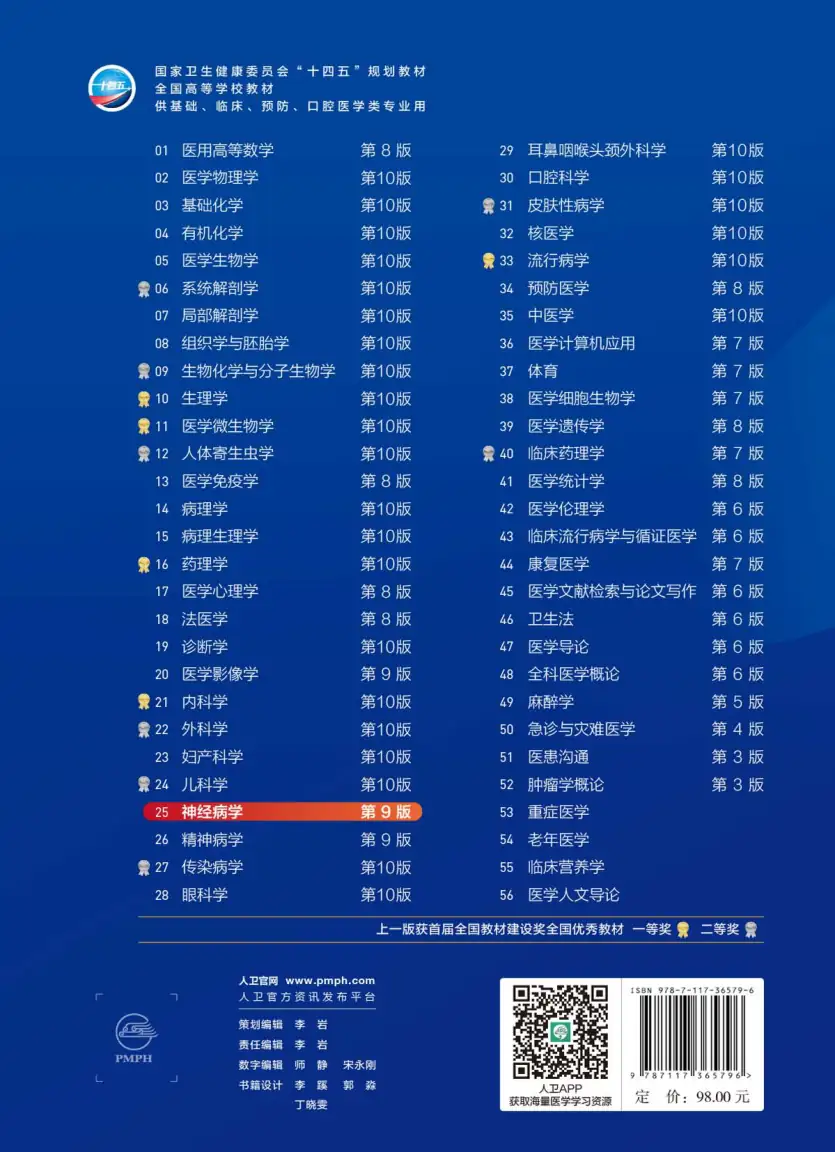 十四五
国家卫生健康委员会“十四五”规划教材
全国高等学校教材
供基础、临床、预防、口腔医学类专业用
01 医用高等数学 第 8 版
02 医学物理学 第10版
03 基础化学 第10版
04 有机化学 第10版
05 医学生物学 第10版
06 系统解剖学 第10版
07 局部解剖学 第10版
08 组织学与胚胎学 第10版
09 生物化学与分子生物学 第10版
10 生理学 第10版
11 医学微生物学 第10版
12 人体寄生虫学 第10版
13 医学免疫学 第 8 版
14 病理学 第10版
15 病理生理学 第10版
16 药理学 第10版
17 医学心理学 第 8 版
18 法医学 第 8 版
19 诊断学 第10版
20 医学影像学 第 9 版
21 内科学 第10版
22 外科学 第10版
23 妇产科学 第10版
24 儿科学 第10版
25 神经病学 第 9 版
26 精神病学 第 9 版
27 传染病学 第10版
28 眼科学 第10版
29 耳鼻咽喉头颈外科学 第10版
30 口腔科学 第10版
31 皮肤性病学 第10版
32 核医学 第10版
33 流行病学 第10版
34 预防医学 第 8 版
35 中医学 第10版
36 医学计算机应用 第 7 版
37 体育 第 7 版
38 医学细胞生物学 第 7 版
39 医学遗传学 第 8 版
40 临床药理学 第 7 版
41 医学统计学 第 8 版
42 医学伦理学 第 6 版
43 临床流行病学与循证医学 第 6 版
44 康复医学 第 7 版
45 医学文献检索与论文写作 第 6 版
46 卫生法 第 6 版
47 医学导论 第 6 版
48 全科医学概论 第 6 版
49 麻醉学 第 5 版
50 急诊与灾难医学 第 4 版
51 医患沟通 第 3 版
52 肿瘤学概论 第 3 版
53 重症医学
54 老年医学
55 临床营养学
56 医学人文导论
上一版获首届全国教材建设奖全国优秀教材 一等奖 二等奖
PMPH
人卫官网 www.pmph.com
人卫官方资讯发布平台
策划编辑 李 岩
责任编辑 李 岩
数字编辑 师 静 宋永刚
书籍设计 李 蹊 郭 淼
丁晓雯
人卫APP
获取海量医学学习资源
ISBN 978-7-117-36579-6
9 787117 365796 >
定 价：98.00 元